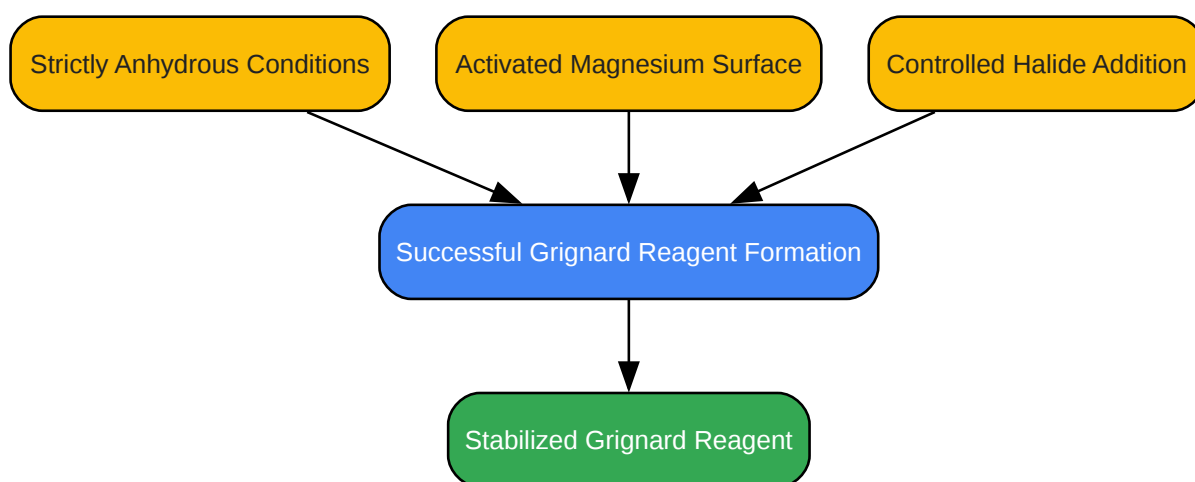 Strictly Anhydrous Conditions
Activated Magnesium Surface
Controlled Halide Addition
Successful Grignard Reagent Formation
Stabilized Grignard Reagent